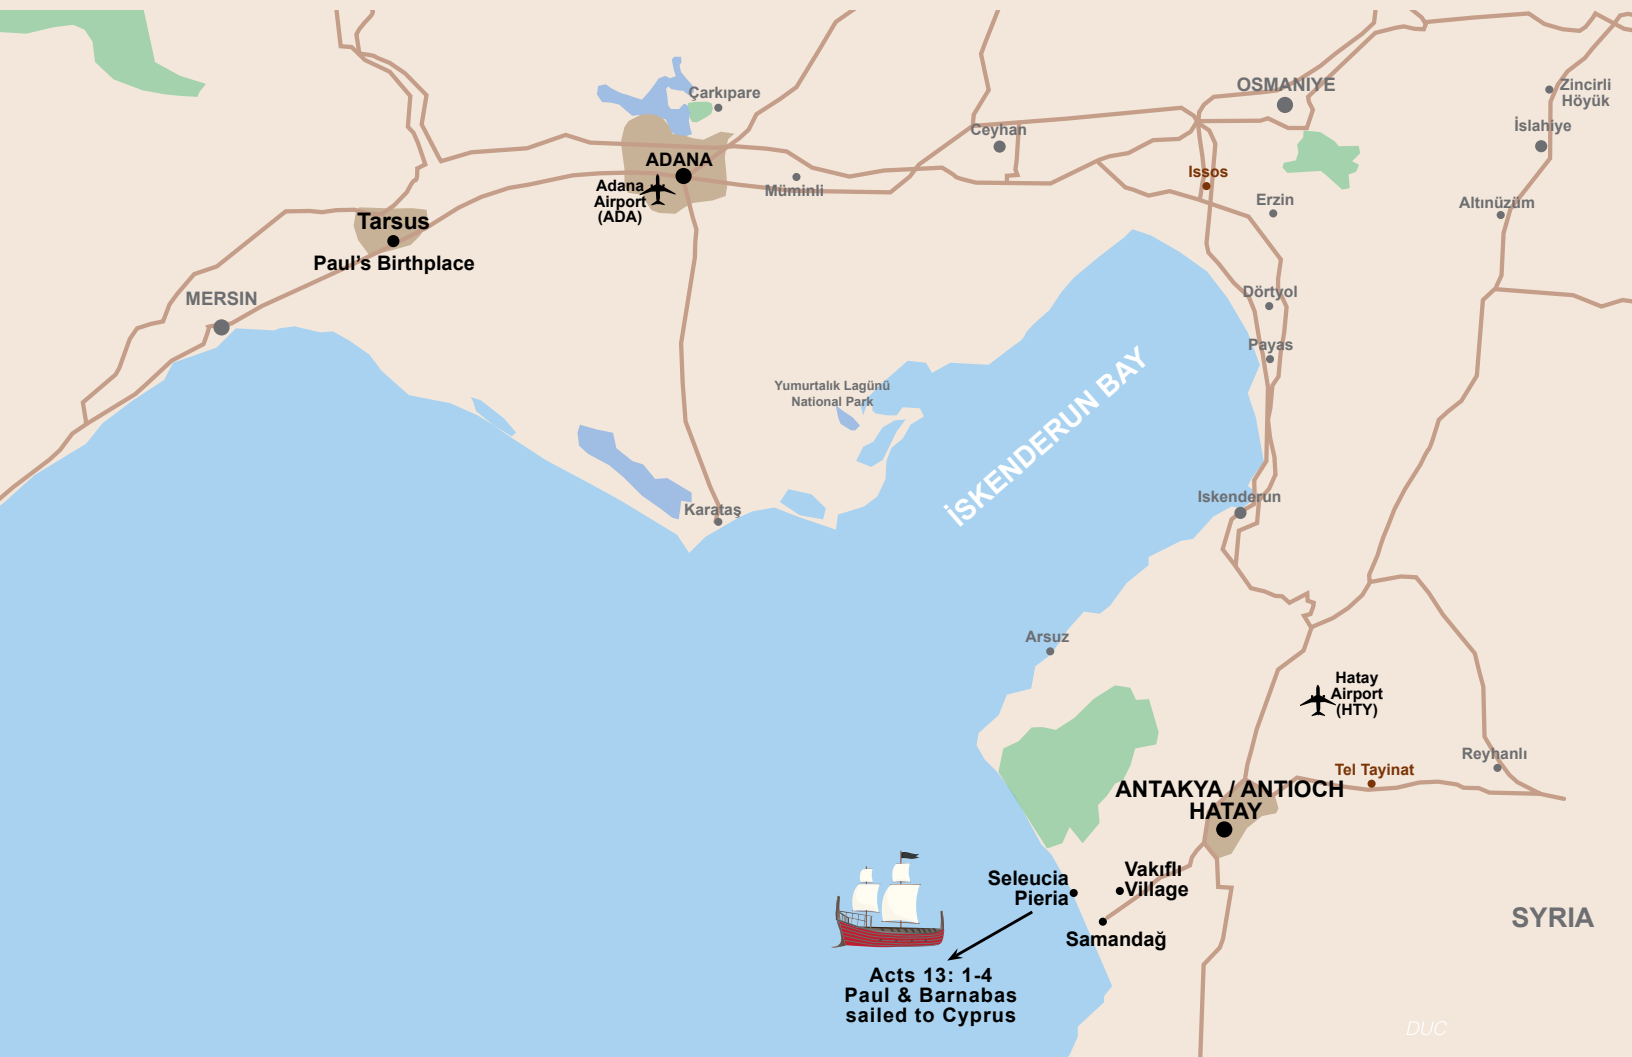 OSMANIYE
Zincirli
Höyük
Çarkıpare
İslahiye
Ceyhan
ADANA
Adana
Airport
(ADA)
Müminli
Issos
Erzin
Altınüzüm
Tarsus
Paul’s Birthplace
MERSIN
Dörtyol
Payas
Yumurtalık Lagünü
National Park
İSKENDERUN BAY
Iskenderun
Karataş
Arsuz
Hatay
Airport
(HTY)
Reyhanlı
Tel Tayinat
ANTAKYA / ANTIOCH
HATAY
Vakıflı
Village
Seleucia
Pieria
Samandağ
SYRIA
Acts 13: 1-4
Paul & Barnabas
sailed to Cyprus
DUC